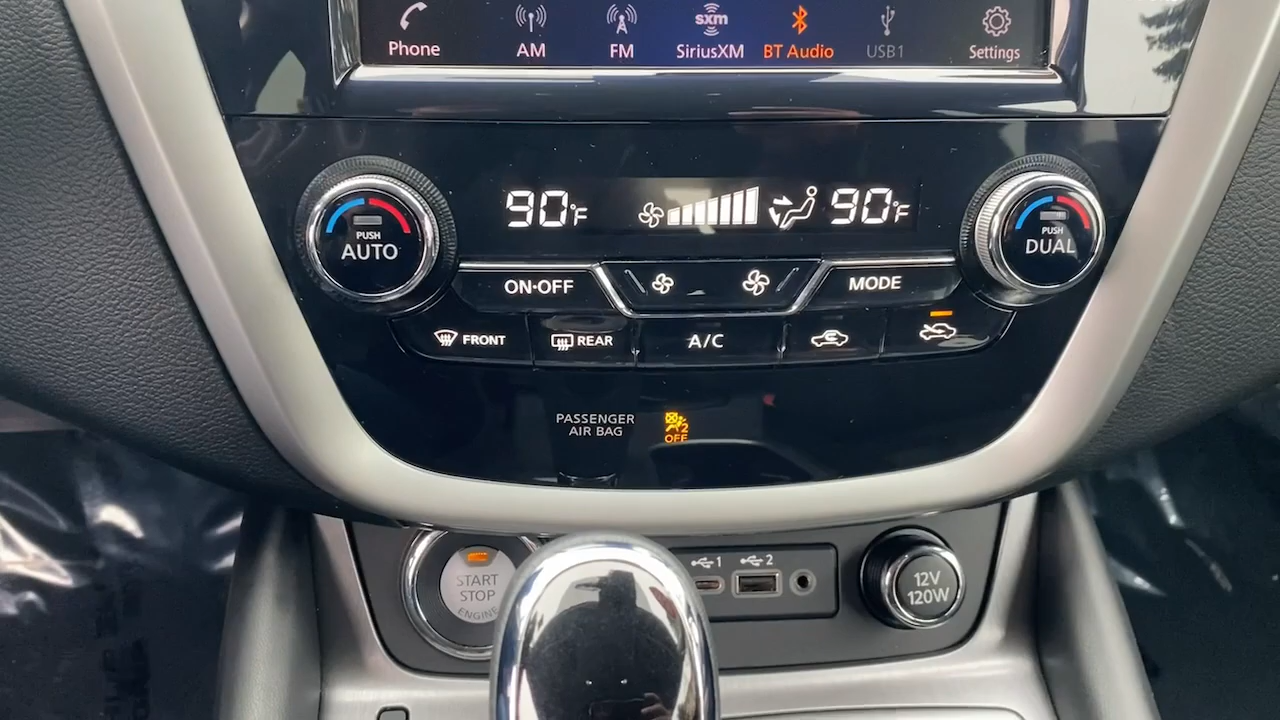 Phone
AM
FM
sxm
SiriusXM
BT Audio
USB1
Settings
PUSH
AUTO
90°F
90°F
PUSH
DUAL
ON•OFF
MODE
FRONT
REAR
A/C
PASSENGER
AIR BAG
2
OFF
START
STOP
ENGINE
1
2
12V
120W